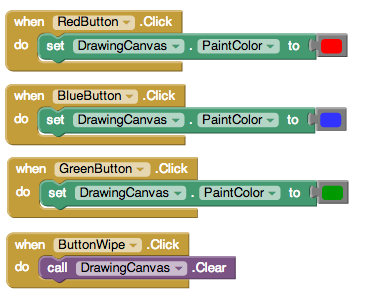 when RedButton .Click
do set DrawingCanvas . PaintColor to
when BlueButton .Click
do set DrawingCanvas . PaintColor to
when GreenButton .Click
do set DrawingCanvas . PaintColor to
when ButtonWipe .Click
do call DrawingCanvas .Clear